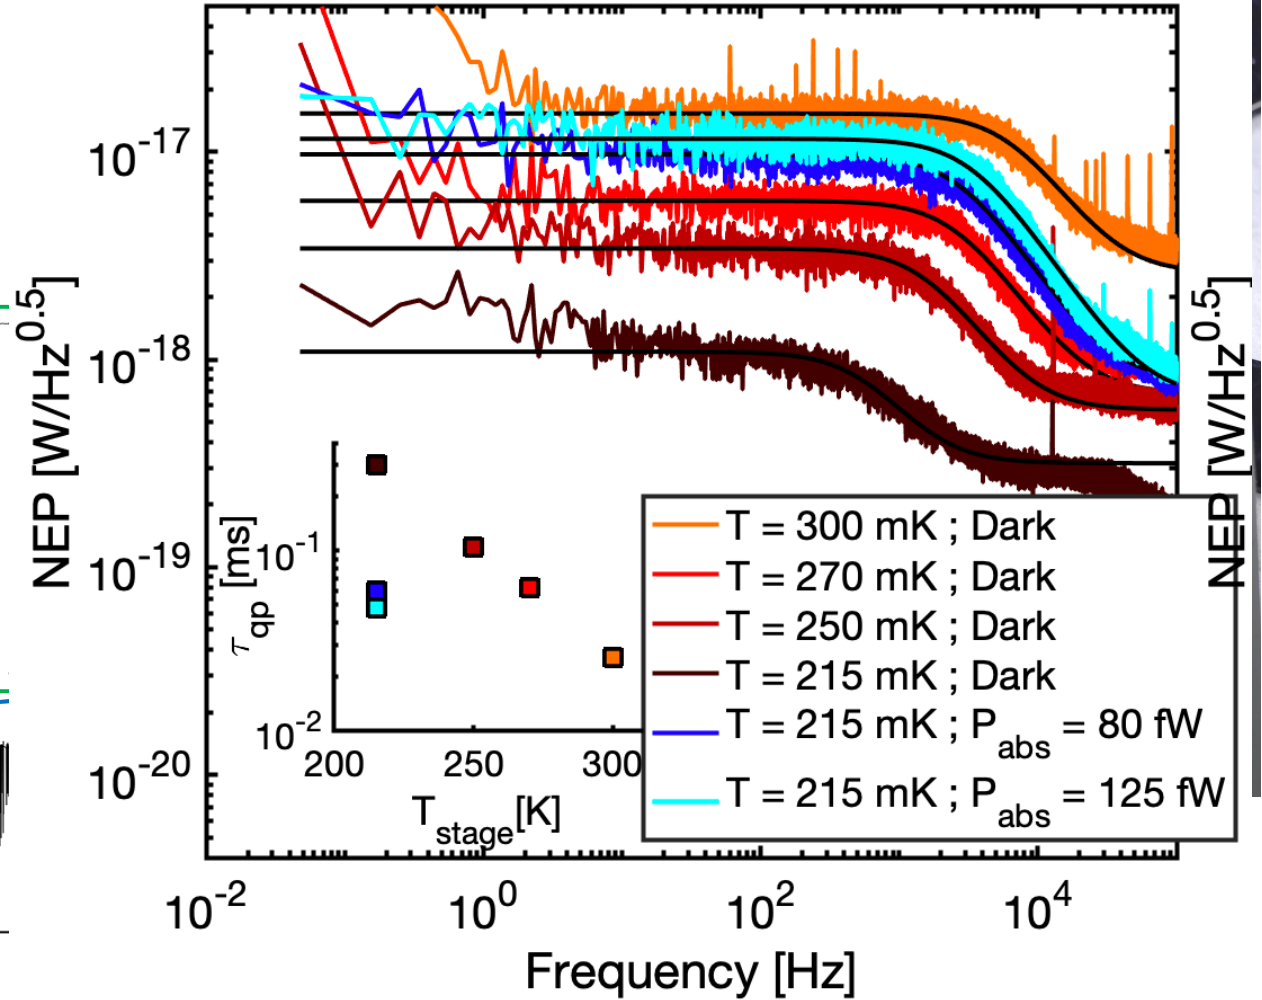 NEP [W/Hz^0.5]
10^-17
10^-18
10^-19
10^-20
10^-2
10^0
10^2
10^4
Frequency [Hz]
τ_qp [ms]
10^-1
10^-2
200
250
300
T_stage[K]
T = 300 mK ; Dark
T = 270 mK ; Dark
T = 250 mK ; Dark
T = 215 mK ; Dark
T = 215 mK ; P_abs = 80 fW
T = 215 mK ; P_abs = 125 fW
NEP [W/Hz^0.5]